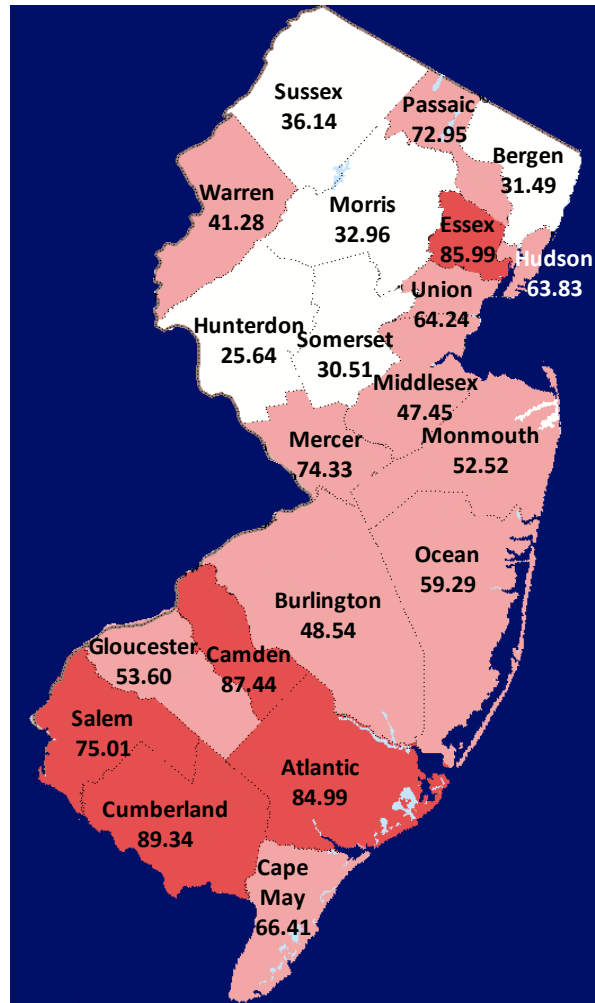 Sussex
36.14
Passaic
72.95
Bergen
31.49
Warren
41.28
Morris
32.96
Essex
85.99
Hudson
63.83
Union
64.24
Hunterdon
25.64
Somerset
30.51
Middlesex
47.45
Mercer
74.33
Monmouth
52.52
Ocean
59.29
Burlington
48.54
Gloucester
53.60
Camden
87.44
Salem
75.01
Atlantic
84.99
Cumberland
89.34
Cape
May
66.41